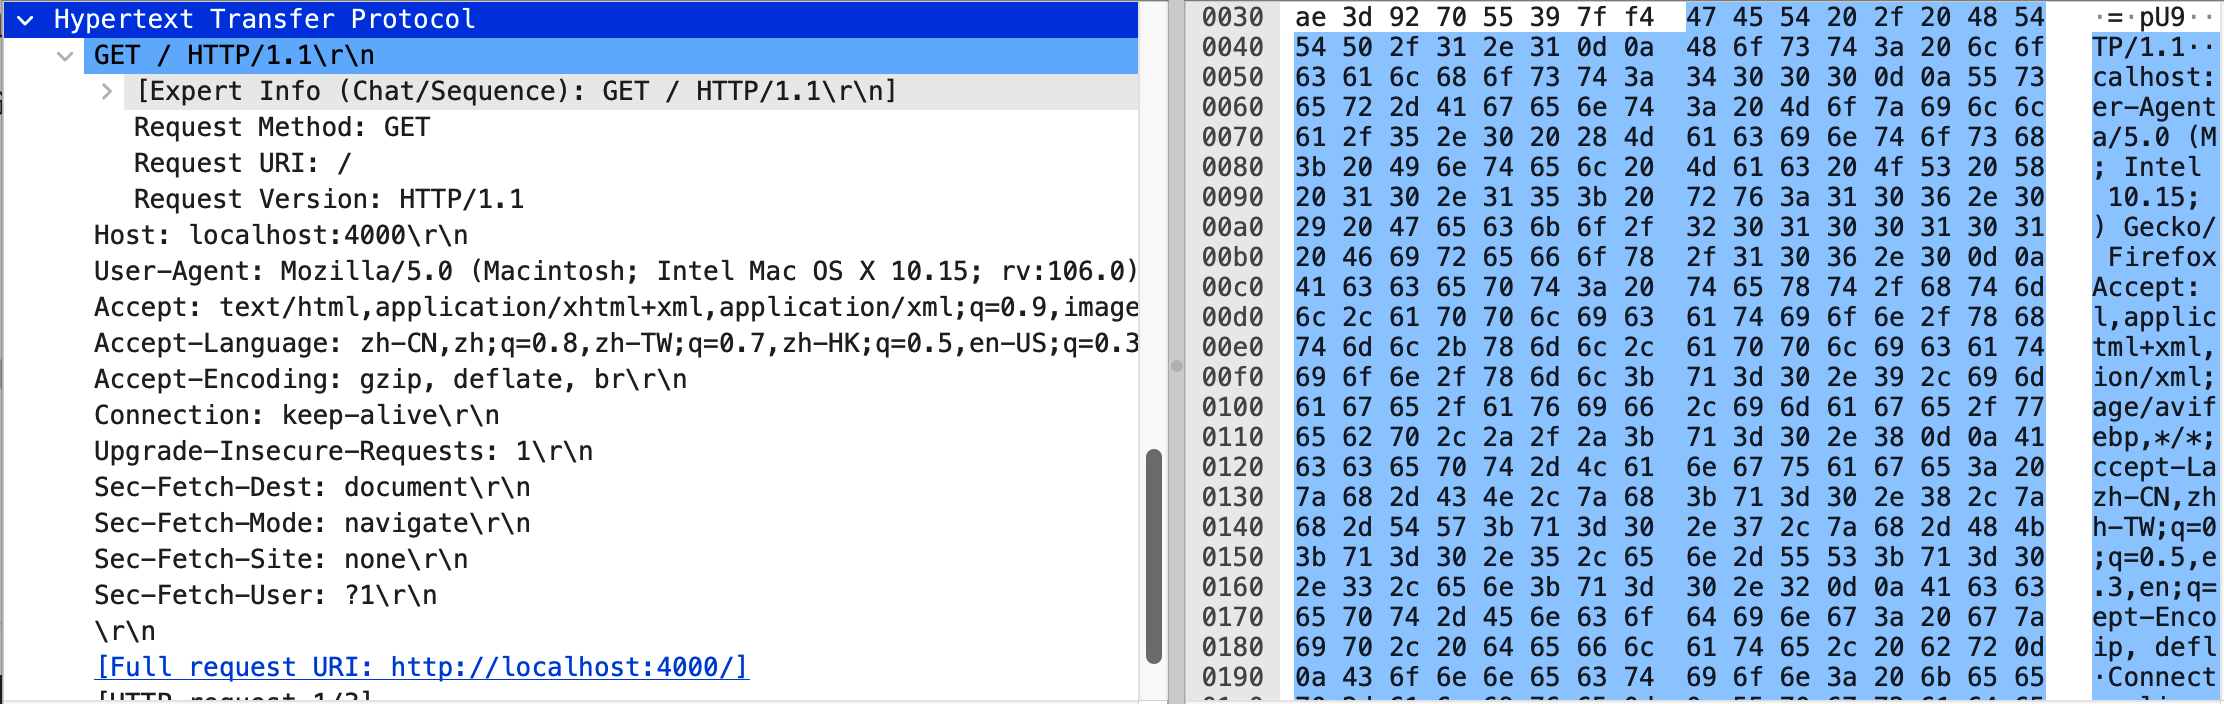 Hypertext Transfer Protocol
GET / HTTP/1.1\r\n
[Expert Info (Chat/Sequence): GET / HTTP/1.1\r\n]
Request Method: GET
Request URI: /
Request Version: HTTP/1.1
Host: localhost:4000\r\n
User-Agent: Mozilla/5.0 (Macintosh; Intel Mac OS X 10.15; rv:106.0)
Accept: text/html,application/xhtml+xml,application/xml;q=0.9,image
Accept-Language: zh-CN,zh;q=0.8,zh-TW;q=0.7,zh-HK;q=0.5,en-US;q=0.3
Accept-Encoding: gzip, deflate, br\r\n
Connection: keep-alive\r\n
Upgrade-Insecure-Requests: 1\r\n
Sec-Fetch-Dest: document\r\n
Sec-Fetch-Mode: navigate\r\n
Sec-Fetch-Site: none\r\n
Sec-Fetch-User: ?1\r\n
\r\n
[Full request URI: http://localhost:4000/]
[HTTP request 1/
0030 ae 3d 92 70 55 39 7f f4 47 45 54 20 2f 20 48 54 ·=·pU9··
0040 54 50 2f 31 2e 31 0d 0a 48 6f 73 74 3a 20 6c 6f TP/1.1··
0050 63 61 6c 68 6f 73 74 3a 34 30 30 30 0d 0a 55 73 calhost:
0060 65 72 2d 41 67 65 6e 74 3a 20 4d 6f 7a 69 6c 6c er-Agent
0070 61 2f 35 2e 30 20 28 4d 61 63 69 6e 74 6f 73 68 a/5.0 (M
0080 3b 20 49 6e 74 65 6c 20 4d 61 63 20 4f 53 20 58 ; Intel
0090 20 31 30 2e 31 35 3b 20 72 76 3a 31 30 36 2e 30 10.15;
00a0 29 20 47 65 63 6b 6f 2f 32 30 31 30 30 31 30 31 ) Gecko/
00b0 20 46 69 72 65 66 6f 78 2f 31 30 36 2e 30 0d 0a Firefox
00c0 41 63 63 65 70 74 3a 20 74 65 78 74 2f 68 74 6d Accept:
00d0 6c 2c 61 70 70 6c 69 63 61 74 69 6f 6e 2f 78 68 l,applic
00e0 74 6d 6c 2b 78 6d 6c 2c 61 70 70 6c 69 63 61 74 tml+xml,
00f0 69 6f 6e 2f 78 6d 6c 3b 71 3d 30 2e 39 2c 69 6d ion/xml;
0100 61 67 65 2f 61 76 69 66 2c 69 6d 61 67 65 2f 77 age/avif
0110 65 62 70 2c 2a 2f 2a 3b 71 3d 30 2e 38 0d 0a 41 ebp,*/*;
0120 63 63 65 70 74 2d 4c 61 6e 67 75 61 67 65 3a 20 ccept-La
0130 7a 68 2d 43 4e 2c 7a 68 3b 71 3d 30 2e 38 2c 7a zh-CN,zh
0140 68 2d 54 57 3b 71 3d 30 2e 37 2c 7a 68 2d 48 4b h-TW;q=0
0150 3b 71 3d 30 2e 35 2c 65 6e 2d 55 53 3b 71 3d 30 ;q=0.5,e
0160 2e 33 2c 65 6e 3b 71 3d 30 2e 32 0d 0a 41 63 63 .3,en;q=
0170 65 70 74 2d 45 6e 63 6f 64 69 6e 67 3a 20 67 7a ept-Enco
0180 69 70 2c 20 64 65 66 6c 61 74 65 2c 20 62 72 0d ip, defl
0190 0a 43 6f 6e 6e 65 63 74 69 6f 6e 3a 20 6b 65 65 ·Connect